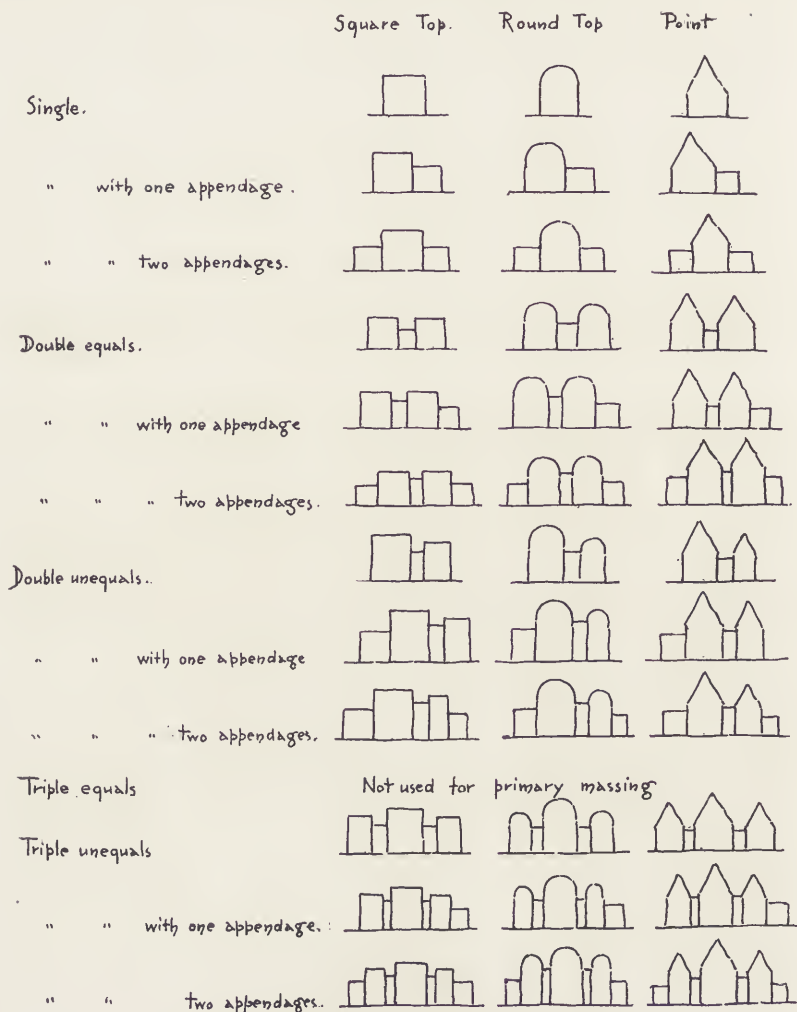 Square Top. Round Top Point
Single.
" with one appendage.
" " two appendages.
Double equals.
" " with one appendage
" " " two appendages.
Double unequals.
" " with one appendage
" " " two appendages.
Triple equals Not used for primary massing
Triple unequals
" " with one appendage.
" " two appendages.